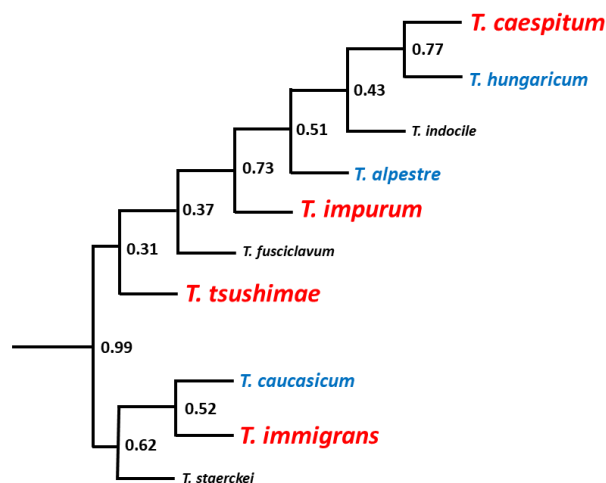 T. caespitum
0.77
T. hungaricum
0.43
T. indocile
0.51
T. alpestre
0.73
T. impurum
0.37
T. fusciclavum
0.31
T. tsushimae
0.99
T. caucasicum
0.52
T. immigrans
0.62
T. staerckei